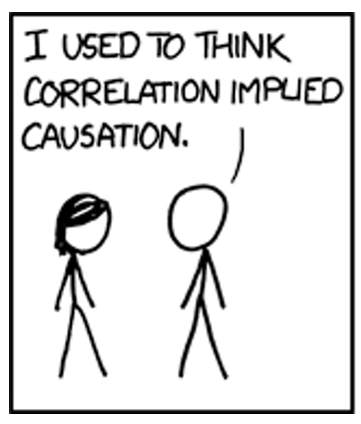 I USED TO THINK
CORRELATION IMPLIED
CAUSATION.